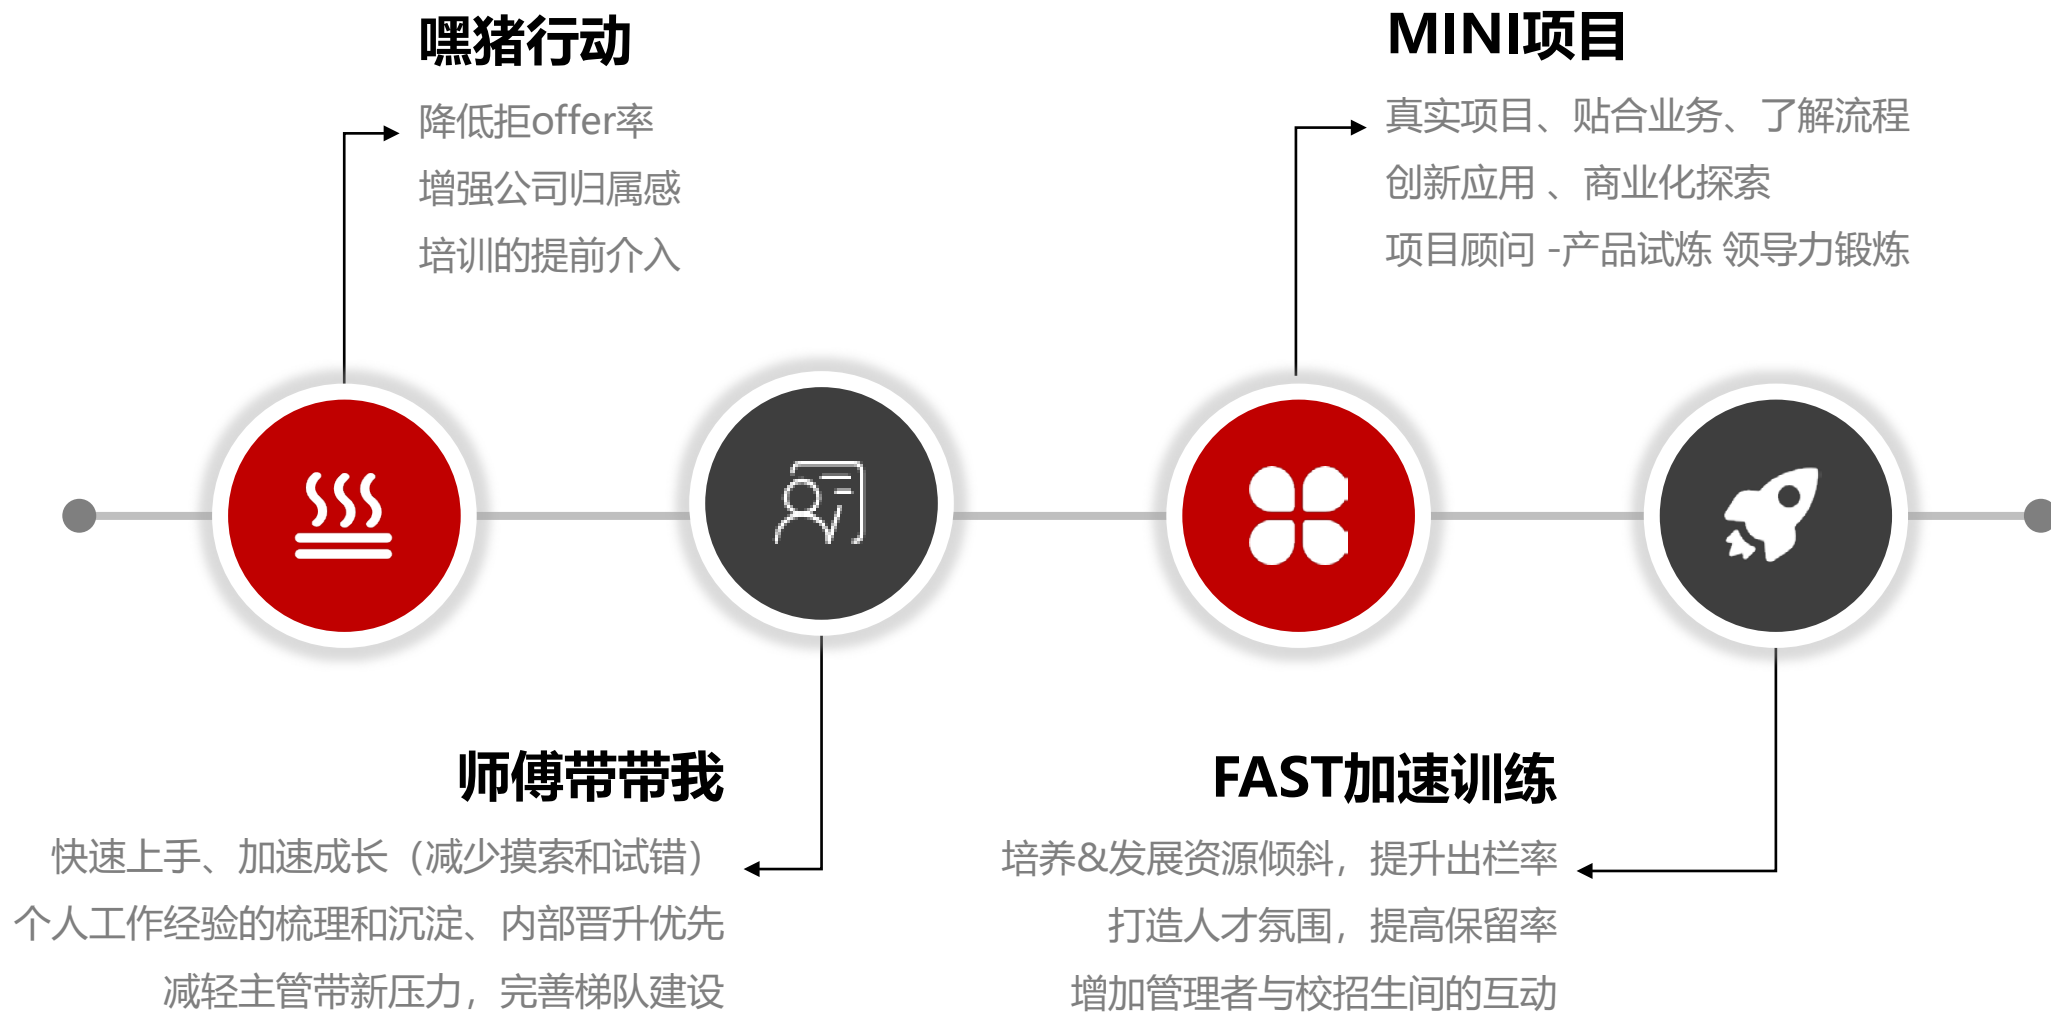 嘿猪行动
降低拒offer率
增强公司归属感
培训的提前介入
MINI项目
真实项目、贴合业务、了解流程
创新应用 、商业化探索
项目顾问 -产品试炼 领导力锻炼
师傅带带我
快速上手、加速成长（减少摸索和试错）
个人工作经验的梳理和沉淀、内部晋升优先
减轻主管带新压力，完善梯队建设
FAST加速训练
培养&发展资源倾斜，提升出栏率
打造人才氛围，提高保留率
增加管理者与校招生间的互动